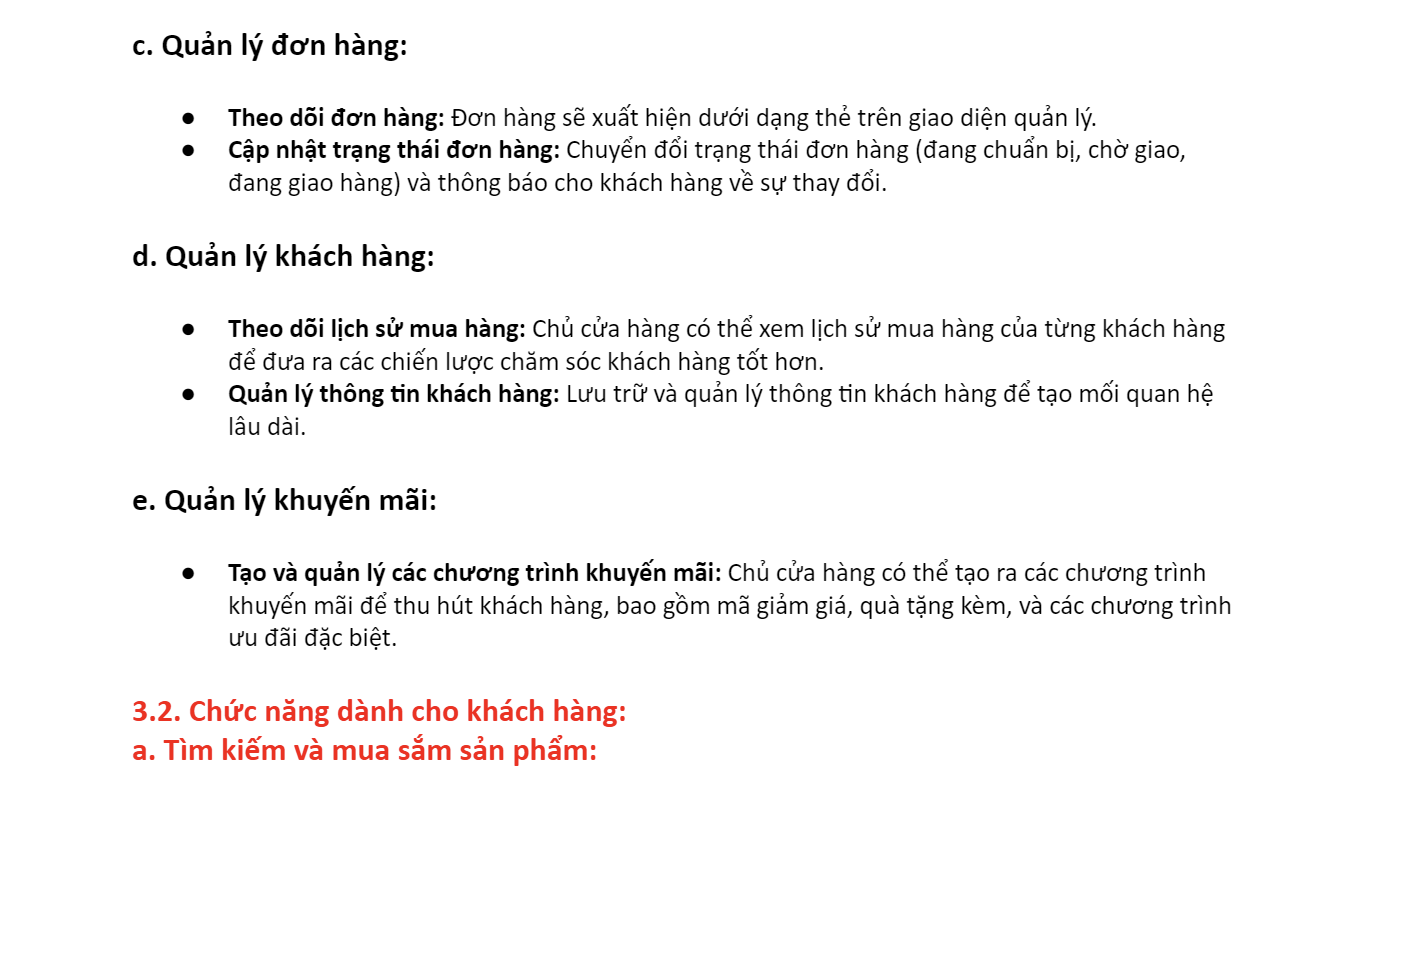 c. Quản lý đơn hàng:
● Theo dõi đơn hàng: Đơn hàng sẽ xuất hiện dưới dạng thẻ trên giao diện quản lý.
● Cập nhật trạng thái đơn hàng: Chuyển đổi trạng thái đơn hàng (đang chuẩn bị, chờ giao,
đang giao hàng) và thông báo cho khách hàng về sự thay đổi.
d. Quản lý khách hàng:
● Theo dõi lịch sử mua hàng: Chủ cửa hàng có thể xem lịch sử mua hàng của từng khách hàng
để đưa ra các chiến lược chăm sóc khách hàng tốt hơn.
● Quản lý thông tin khách hàng: Lưu trữ và quản lý thông tin khách hàng để tạo mối quan hệ
lâu dài.
e. Quản lý khuyến mãi:
● Tạo và quản lý các chương trình khuyến mãi: Chủ cửa hàng có thể tạo ra các chương trình
khuyến mãi để thu hút khách hàng, bao gồm mã giảm giá, quà tặng kèm, và các chương trình
ưu đãi đặc biệt.
3.2. Chức năng dành cho khách hàng:
a. Tìm kiếm và mua sắm sản phẩm: